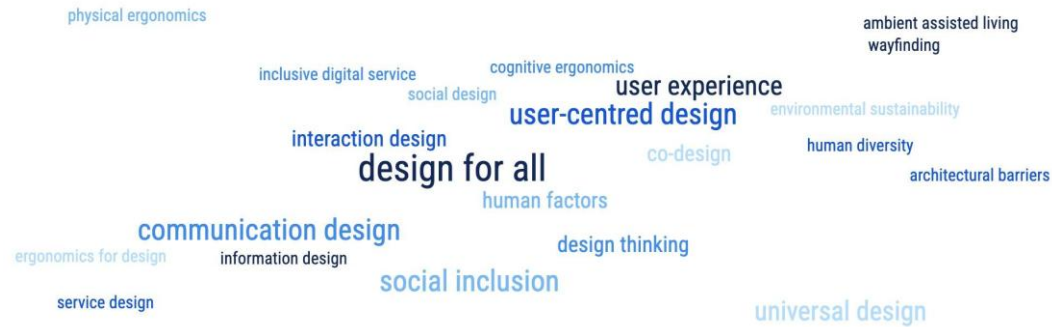 physical ergonomics
ambient assisted living
wayfinding
cognitive ergonomics
inclusive digital service
user experience
social design
user-centred design
environmental sustainability
interaction design
human diversity
co-design
design for all
architectural barriers
human factors
communication design
design thinking
ergonomics for design
information design
social inclusion
service design
universal design